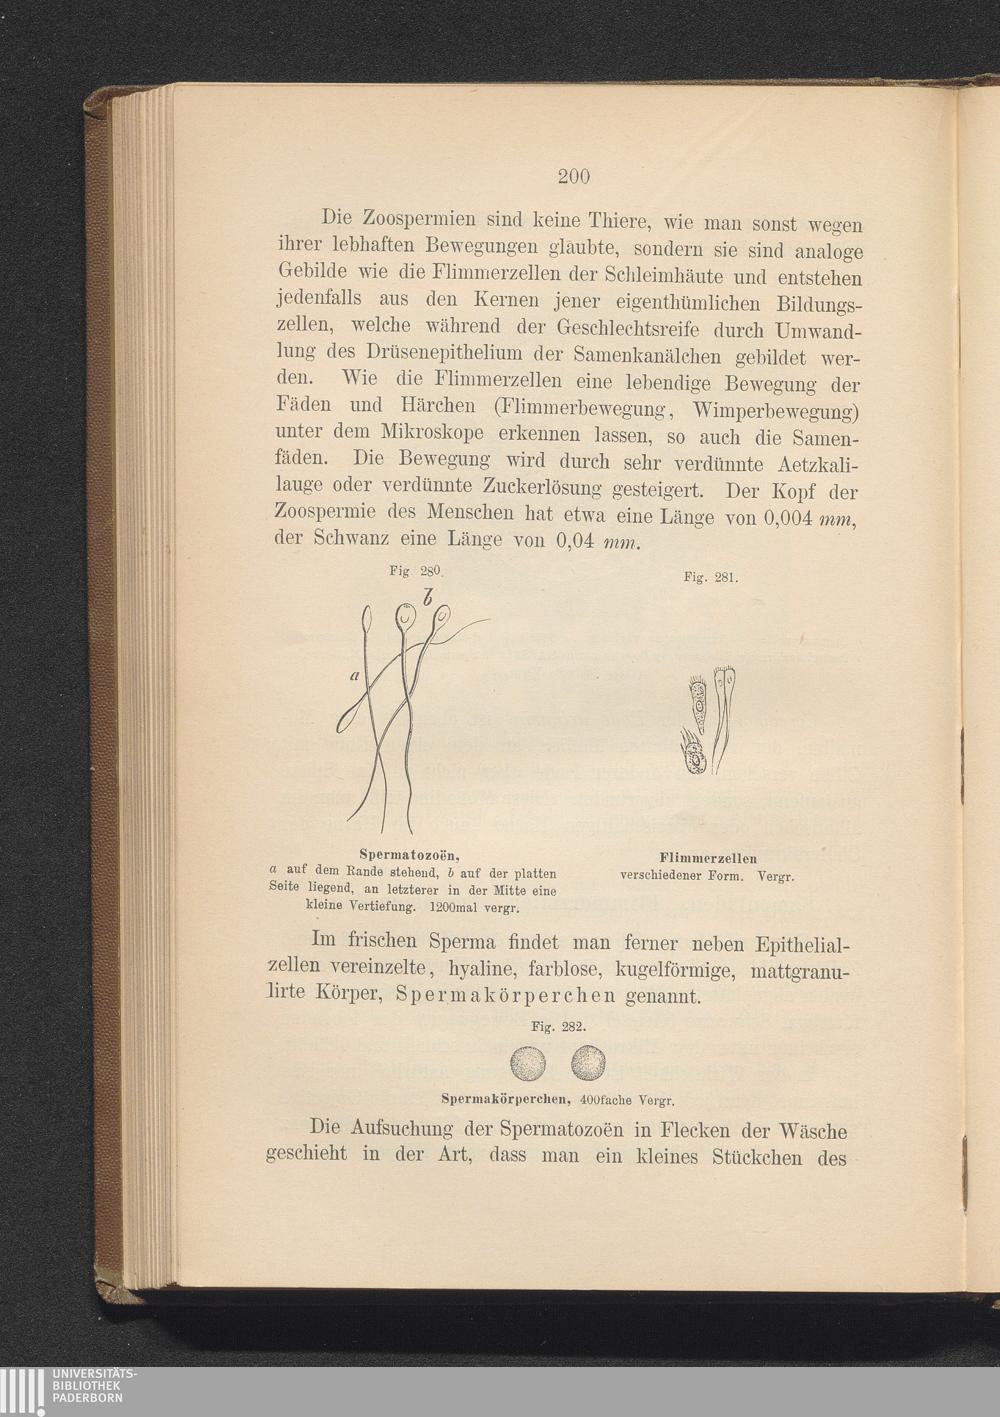 200
Die Zoospermien sind keine Thiere, wie man sonst wegen
ihrer lebhaften Bewegungen glaubte, sondern sie sind analoge
Gebilde wie die Flimmerzellen der Schleimhäute und entstehen
jedenfalls aus den Kernen jener eigenthümlichen Bildungs-
zellen, welche während der Geschlechtsreife durch Umwand-
lung des Drüsenepithelium der Samenkanälchen gebildet wer-
den. Wie die Flimmerzellen eine lebendige Bewegung der
Fäden und Härchen (Flimmerbewegung, Wimperbewegung)
unter dem Mikroskope erkennen lassen, so auch die Samen-
fäden. Die Bewegung wird durch sehr verdünnte Aetzkali-
lauge oder verdünnte Zuckerlösung gesteigert. Der Kopf der
Zoospermie des Menschen hat etwa eine Länge von 0,004 mm,
der Schwanz eine Länge von 0,04 mm.
Fig. 280.
b
a
Spermatozoën,
a auf dem Rande stehend, b auf der platten
Seite liegend, an letzterer in der Mitte eine
kleine Vertiefung. 1200mal vergr.
Fig. 281.
Flimmerzellen
verschiedener Form. Vergr.
Im frischen Sperma findet man ferner neben Epithelial-
zellen vereinzelte, hyaline, farblose, kugelförmige, mattgranu-
lirte Körper, Spermakörperchen genannt.
Fig. 282.
Spermakörperchen, 400fache Vergr.
Die Aufsuchung der Spermatozoën in Flecken der Wäsche
geschieht in der Art, dass man ein kleines Stückchen des
UNIVERSITÄTS-
BIBLIOTHEK
PADERBORN